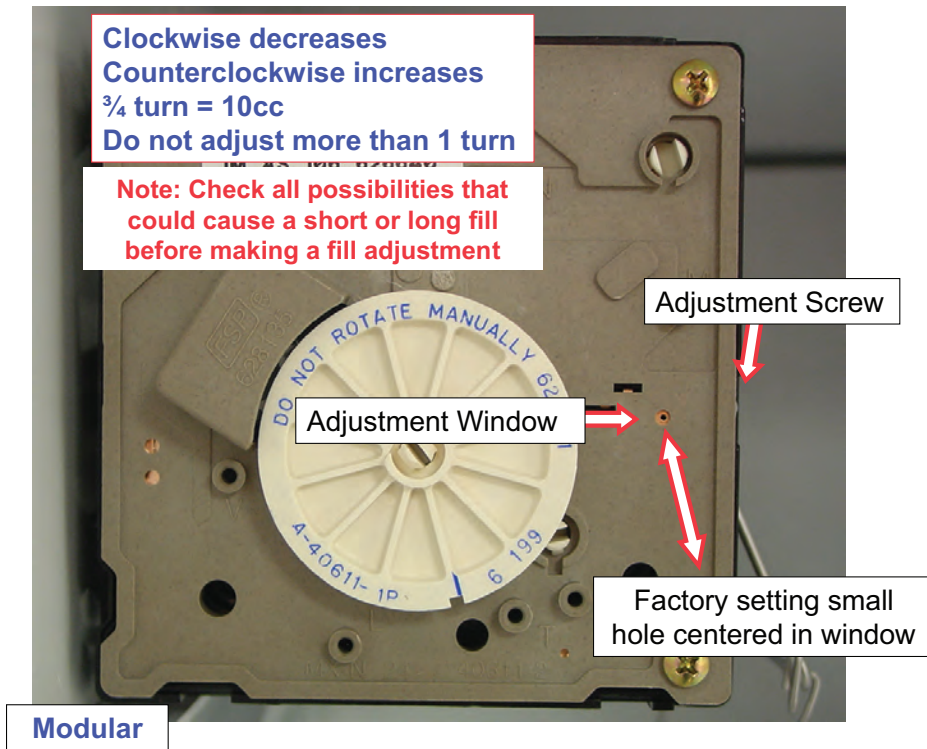 Clockwise decreases
Counterclockwise increases
¾ turn = 10cc
Do not adjust more than 1 turn
Note: Check all possibilities that
could cause a short or long fill
before making a fill adjustment
Adjustment Screw
DO NOT ROTATE MANUALLY 62
Adjustment Window
A-40611-1P
6 199
Factory setting small
hole centered in window
Modular